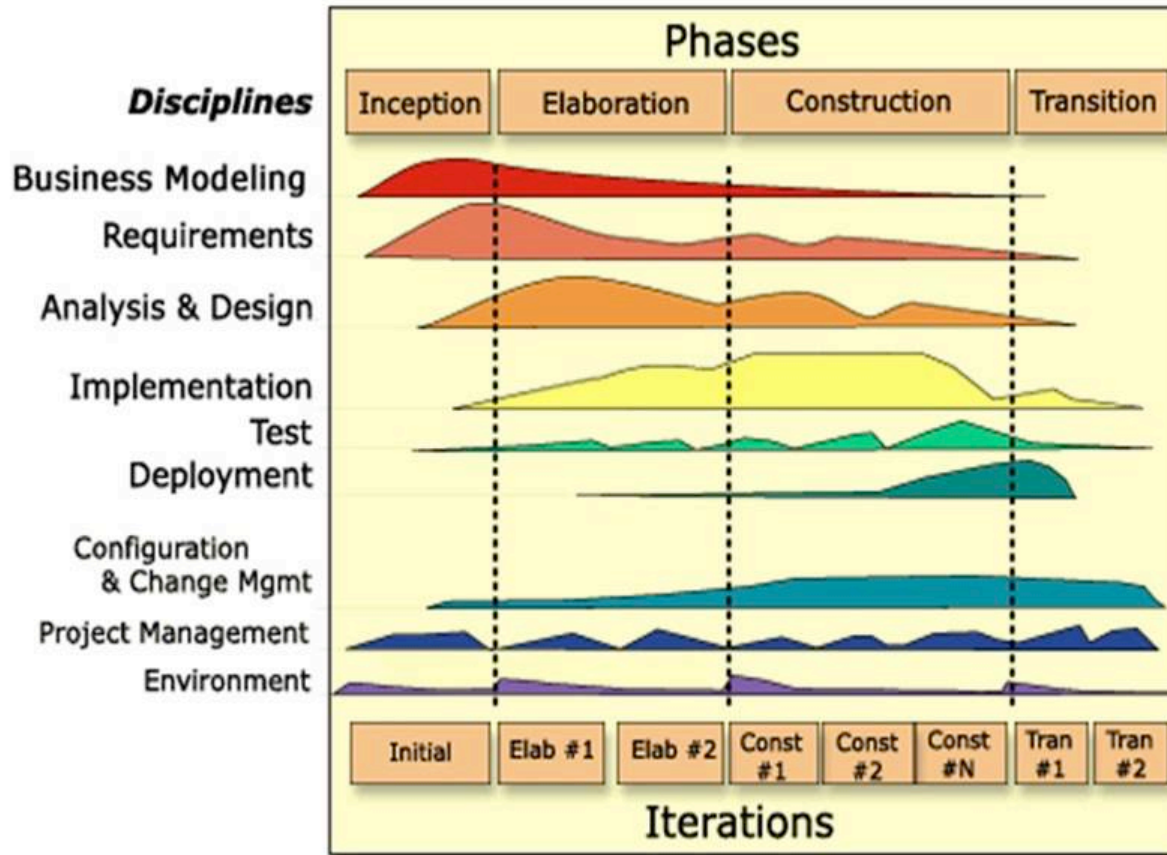 Phases
Disciplines
Inception
Elaboration
Construction
Transition
Business Modeling
Requirements
Analysis & Design
Implementation
Test
Deployment
Configuration
& Change Mgmt
Project Management
Environment
Initial
Elab #1
Elab #2
Const
#1
Const
#2
Const
#N
Tran
#1
Tran
#2
Iterations